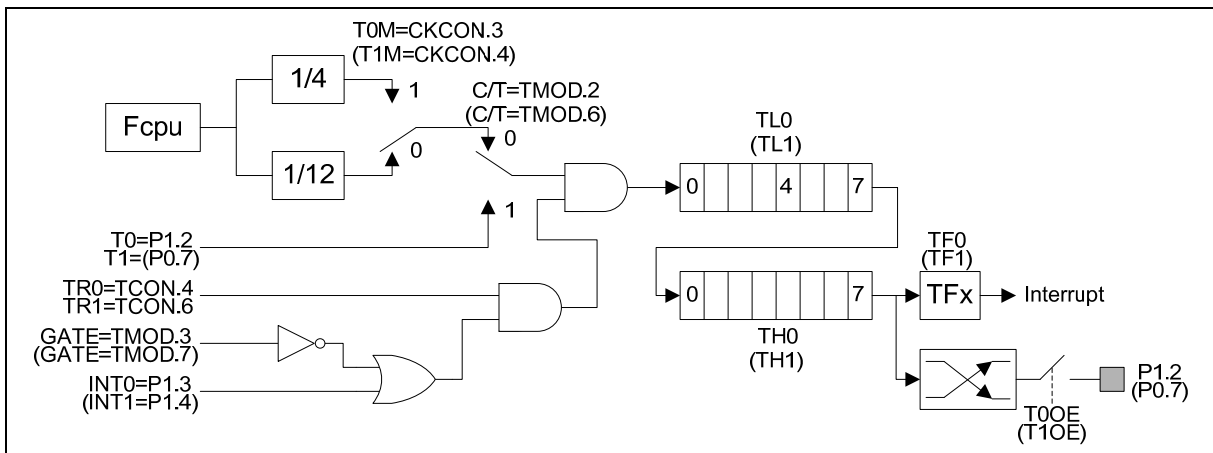 T0M=CKCON.3
(T1M=CKCON.4)
1/4
1
C/T=TMOD.2
(C/T=TMOD.6)
Fcpu
0
0
1/12
TL0
(TL1)
0 4 7
1
T0=P1.2
T1=(P0.7)
TF0
(TF1)
TR0=TCON.4
TR1=TCON.6
0 7
TFx
Interrupt
GATE=TMOD.3
(GATE=TMOD.7)
TH0
(TH1)
INT0=P1.3
(INT1=P1.4)
P1.2
(P0.7)
T0OE
(T1OE)